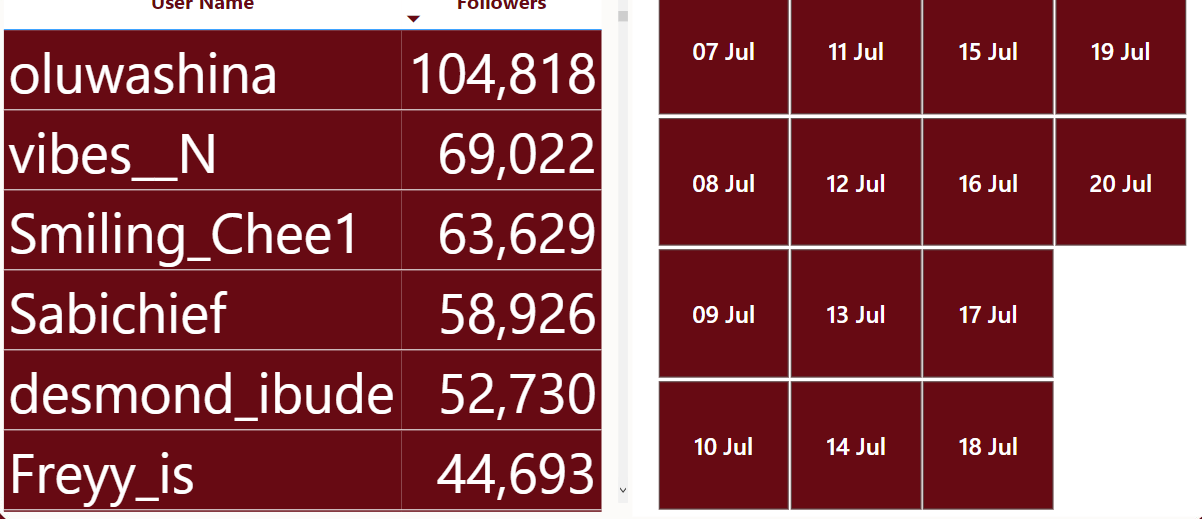 User Name Followers
oluwashina 104,818
vibes__N 69,022
Smiling_Chee1 63,629
Sabichief 58,926
desmond_ibude 52,730
Freyy_is 44,693
07 Jul 11 Jul 15 Jul 19 Jul
08 Jul 12 Jul 16 Jul 20 Jul
09 Jul 13 Jul 17 Jul
10 Jul 14 Jul 18 Jul